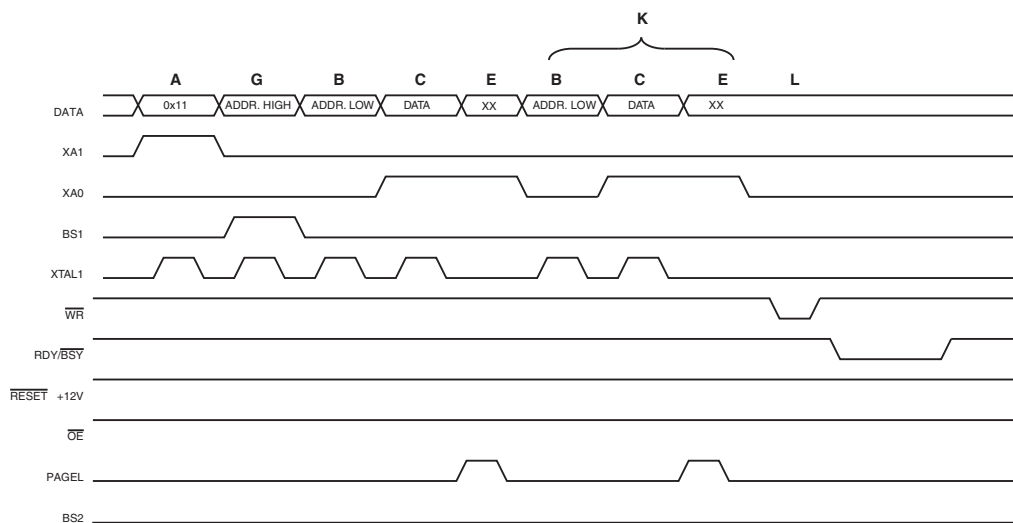 K
A G B C E B C E L
DATA 0x11 ADDR. HIGH ADDR. LOW DATA XX ADDR. LOW DATA XX
XA1
XA0
BS1
XTAL1
WR
RDY/BSY
RESET +12V
OE
PAGEL
BS2